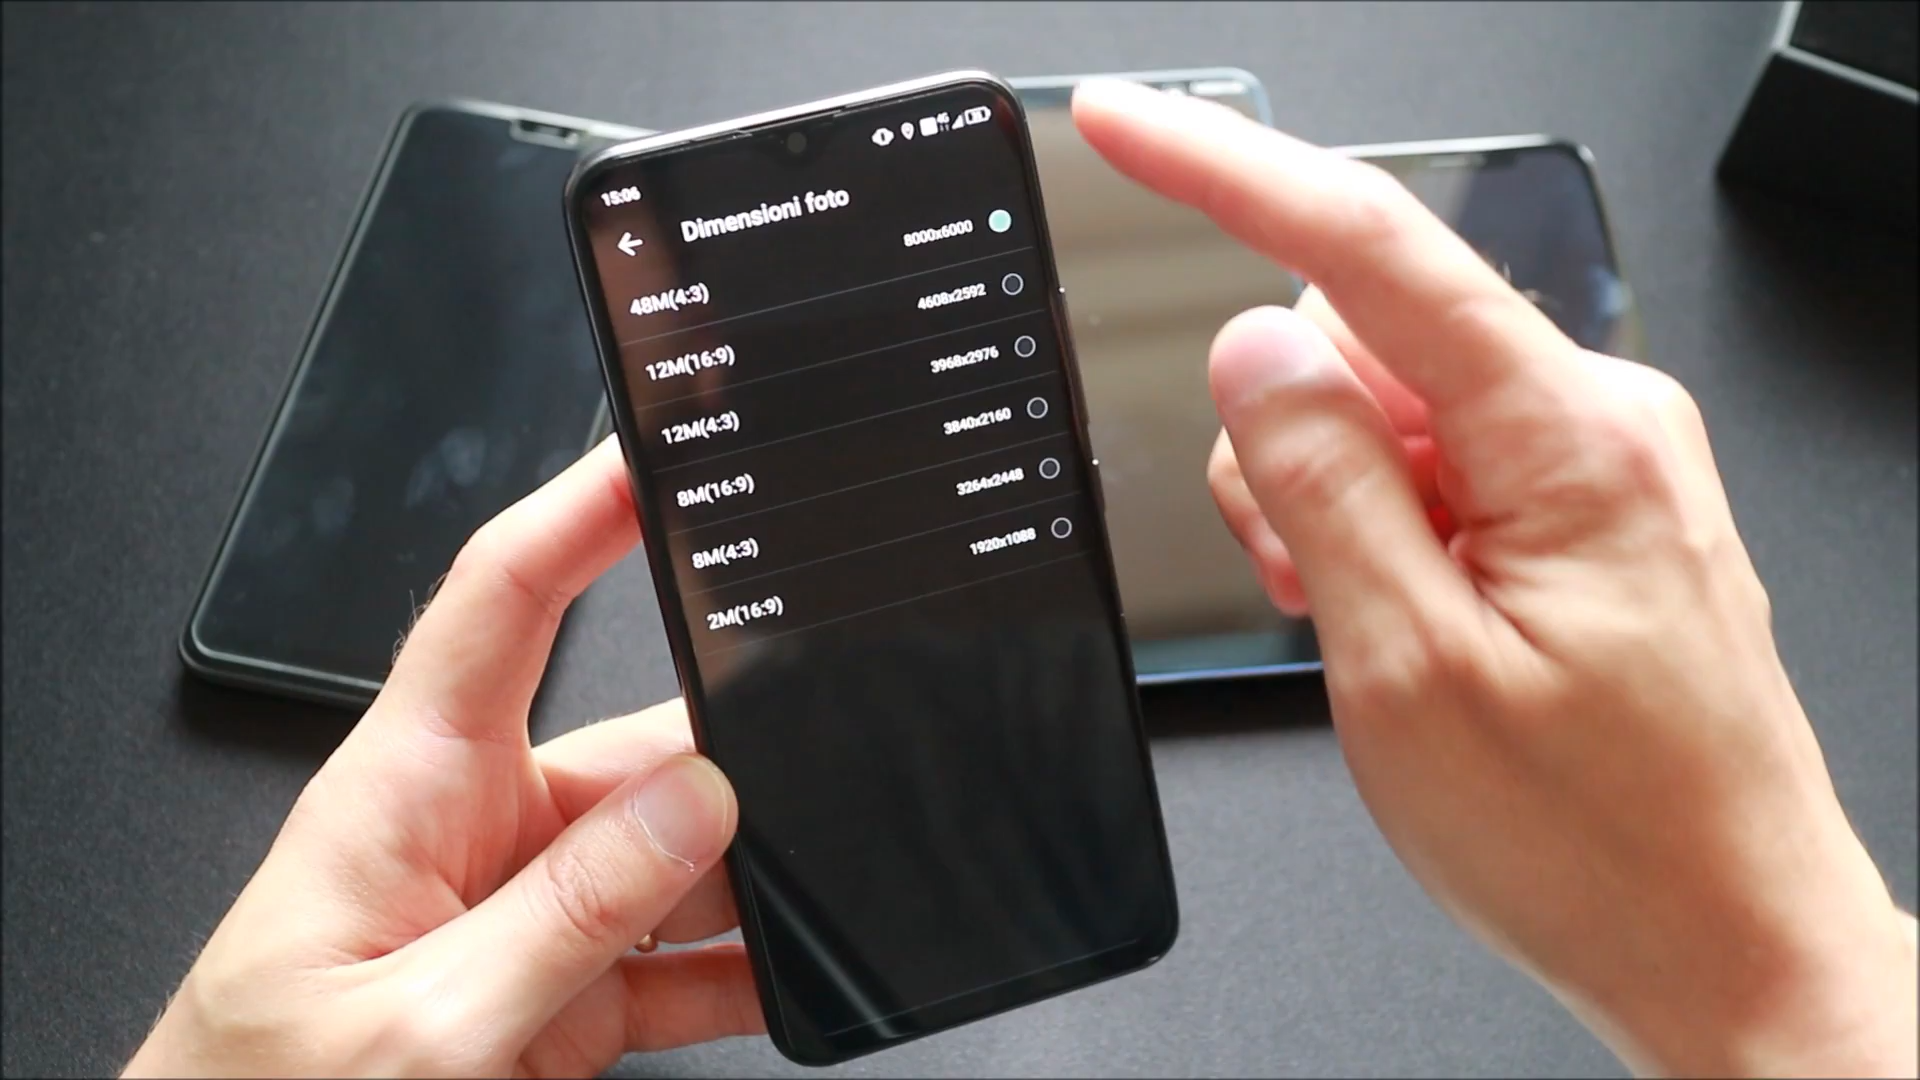 15:06
4G
Dimensioni foto
48M(4:3) 8000x6000
12M(16:9) 4608x2592
12M(4:3) 3968x2976
8M(16:9) 3840x2160
8M(4:3) 3264x2448
2M(16:9) 1920x1088